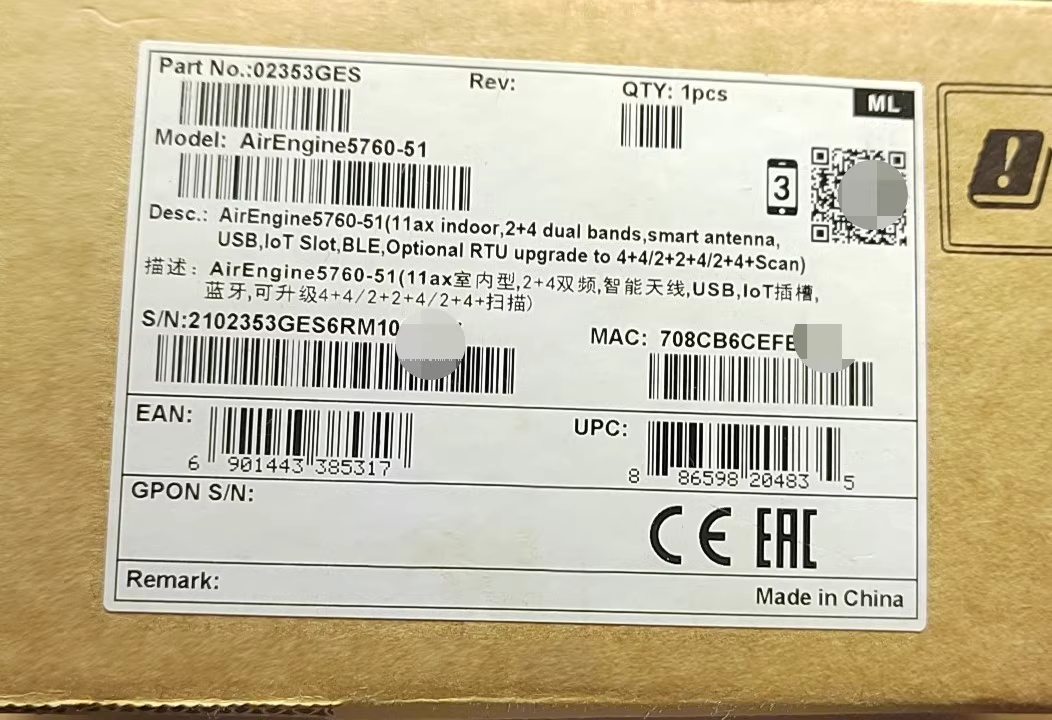 Part No.:02353GES
Rev:
QTY: 1pcs
ML
Model: AirEngine5760-51
3
Desc.: AirEngine5760-51(11ax indoor,2+4 dual bands,smart antenna,
USB,IoT Slot,BLE,Optional RTU upgrade to 4+4/2+2+4/2+4+Scan)
描述: AirEngine5760-51(11ax室内型,2+4双频,智能天线,USB,IoT插槽,
蓝牙,可升级4+4/2+2+4/2+4+扫描)
S/N:2102353GES6RM10
MAC: 708CB6CEFE
EAN:
6 901443 385317
UPC:
8 86598 20483 5
GPON S/N:
CE EAC
Remark:
Made in China